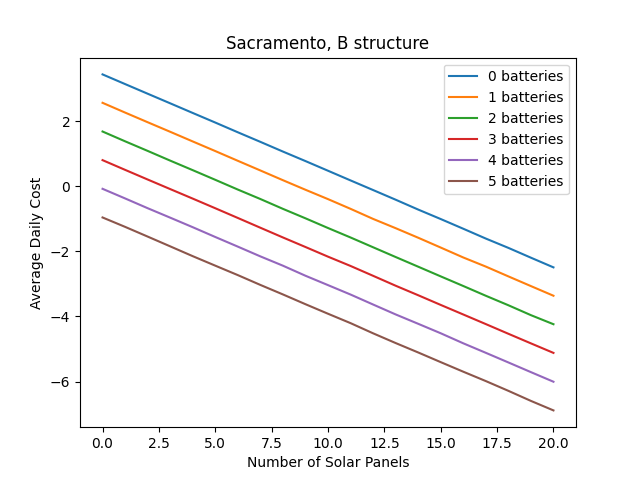 Sacramento, B structure
0 batteries
1 batteries
2 batteries
3 batteries
4 batteries
5 batteries
Average Daily Cost
2
0
−2
−4
−6
0.0 2.5 5.0 7.5 10.0 12.5 15.0 17.5 20.0
Number of Solar Panels